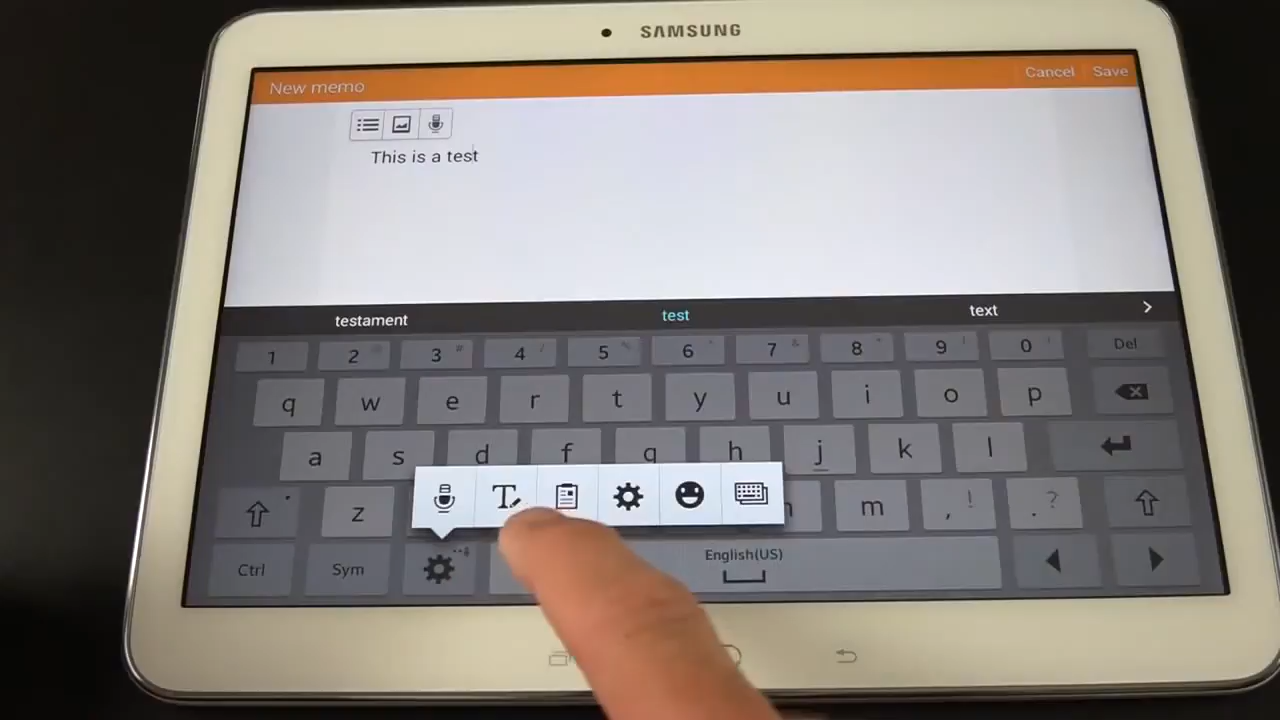 SAMSUNG
New memo Cancel Save
This is a test
testament test text
1 2 3 4 5 6 7 8 9 0 Del
q w e r t y u i o p
a s d f g h j k l
z m , ! . ?
Ctrl Sym English(US)